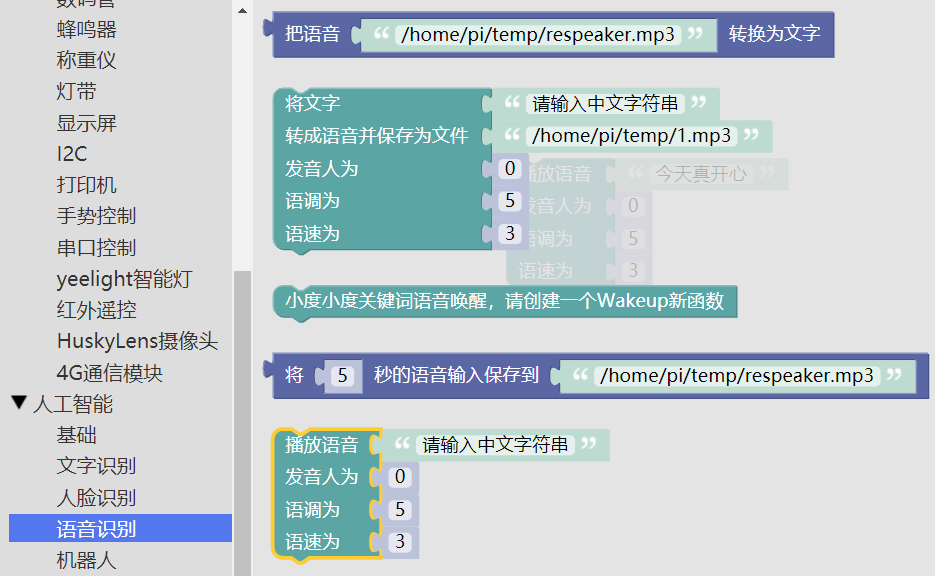 数码管
蜂鸣器
称重仪
灯带
显示屏
I2C
打印机
手势控制
串口控制
yeelight智能灯
红外遥控
HuskyLens摄像头
4G通信模块
▼人工智能
基础
文字识别
人脸识别
语音识别
机器人
把语音 “ /home/pi/temp/respeaker.mp3 ” 转换为文字
将文字 “ 请输入中文字符串 ”
转成语音并保存为文件 “ /home/pi/temp/1.mp3 ”
发音人为 0
语调为 5
语速为 3
播放语音 “ 今天真开心 ”
发音人为 0
语调为 5
语速为 3
小度小度关键词语音唤醒，请创建一个Wakeup新函数
将 5 秒的语音输入保存到 “ /home/pi/temp/respeaker.mp3 ”
播放语音 “ 请输入中文字符串 ”
发音人为 0
语调为 5
语速为 3